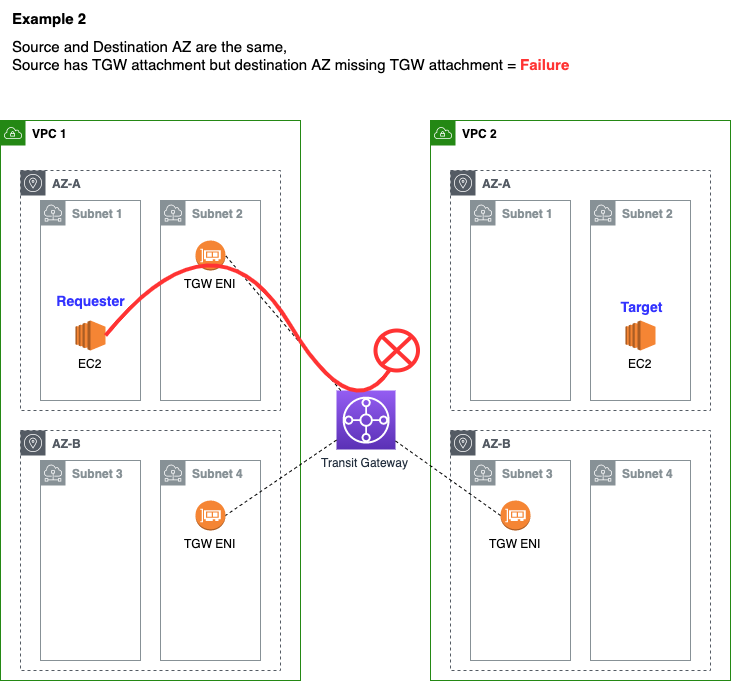 Example 2
Source and Destination AZ are the same,
Source has TGW attachment but destination AZ missing TGW attachment = Failure
VPC 1
AZ-A
Subnet 1
Subnet 2
TGW ENI
Requester
EC2
AZ-B
Subnet 3
Subnet 4
TGW ENI
Transit Gateway
VPC 2
AZ-A
Subnet 1
Subnet 2
Target
EC2
AZ-B
Subnet 3
Subnet 4
TGW ENI